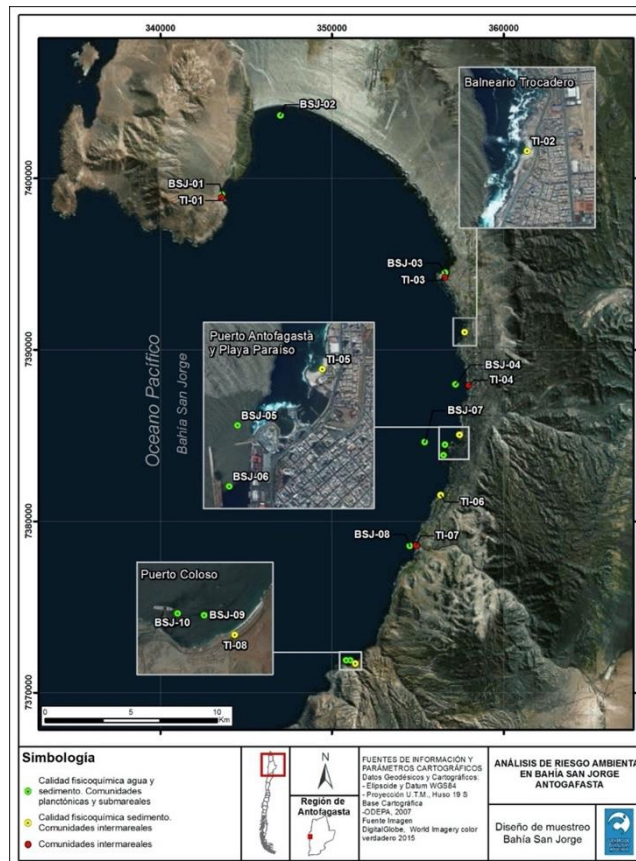 340000 350000 360000
7400000
7390000
7380000
7370000
BSJ-02
Balneario Trocadero
TI-02
BSJ-01
TI-01
BSJ-03
TI-03
Puerto Antofagasta
y Playa Paraíso
TI-05
BSJ-05
BSJ-06
BSJ-04
TI-04
BSJ-07
Oceano Pacífico
Bahía San Jorge
TI-06
BSJ-08
TI-07
Puerto Coloso
BSJ-10
BSJ-09
TI-08
0 5 10
Km
Simbología
Calidad fisicoquímica agua y
sedimento. Comunidades
planctónicas y submareales
Calidad fisicoquímica sedimento.
Comunidades intermareales
Comunidades intermareales
N
Región de
Antofagasta
FUENTES DE INFORMACIÓN Y
PARÁMETROS CARTOGRÁFICOS
Datos Geodésicos y Cartográficos:
- Elipsoide y Datum WGS84
- Proyección U.T.M., Huso 19 S
Base Cartográfica
-ODEPA, 2007
Fuente Imagen
DigitalGlobe, World Imagery color
verdadero 2015
ANÁLISIS DE RIESGO AMBIENTA
EN BAHÍA SAN JORGE
ANTOGAFASTA
Diseño de muestreo
Bahía San Jorge